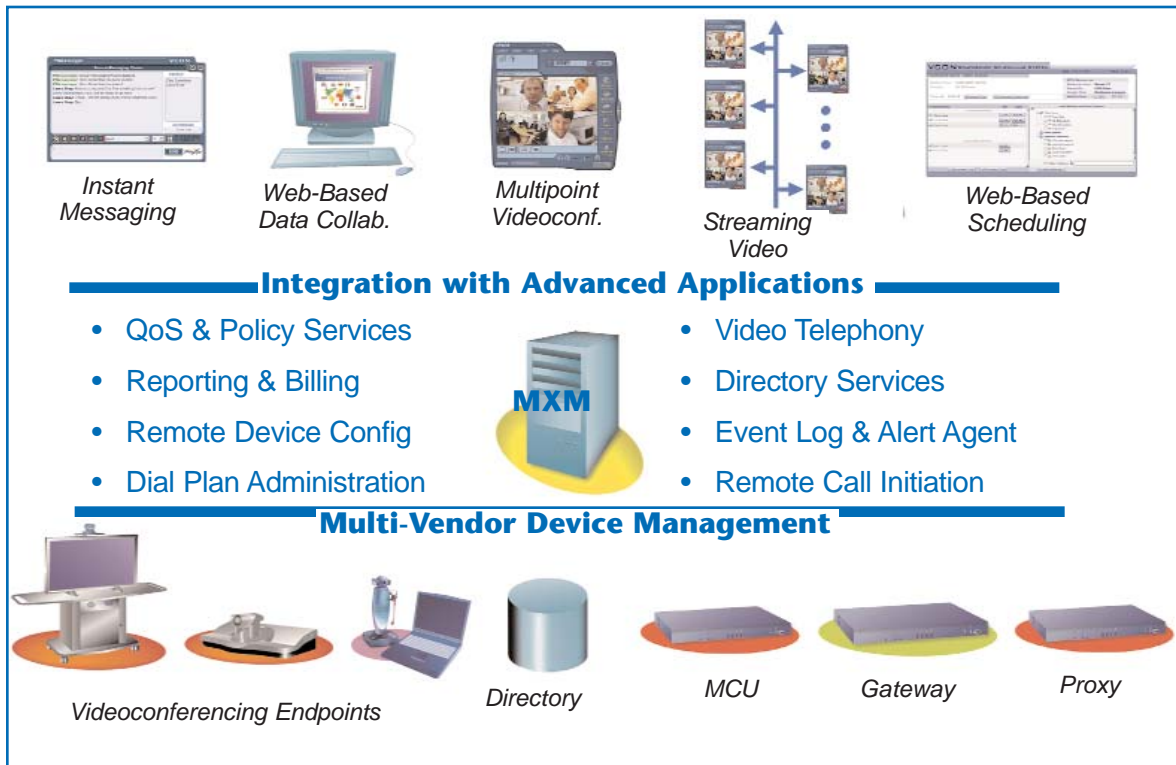 Instant
Messaging
Web-Based
Data Collab.
Multipoint
Videoconf.
Streaming
Video
Web-Based
Scheduling
Integration with Advanced Applications
• QoS & Policy Services
• Reporting & Billing
• Remote Device Config
• Dial Plan Administration
MXM
• Video Telephony
• Directory Services
• Event Log & Alert Agent
• Remote Call Initiation
Multi-Vendor Device Management
Videoconferencing Endpoints
Directory
MCU
Gateway
Proxy